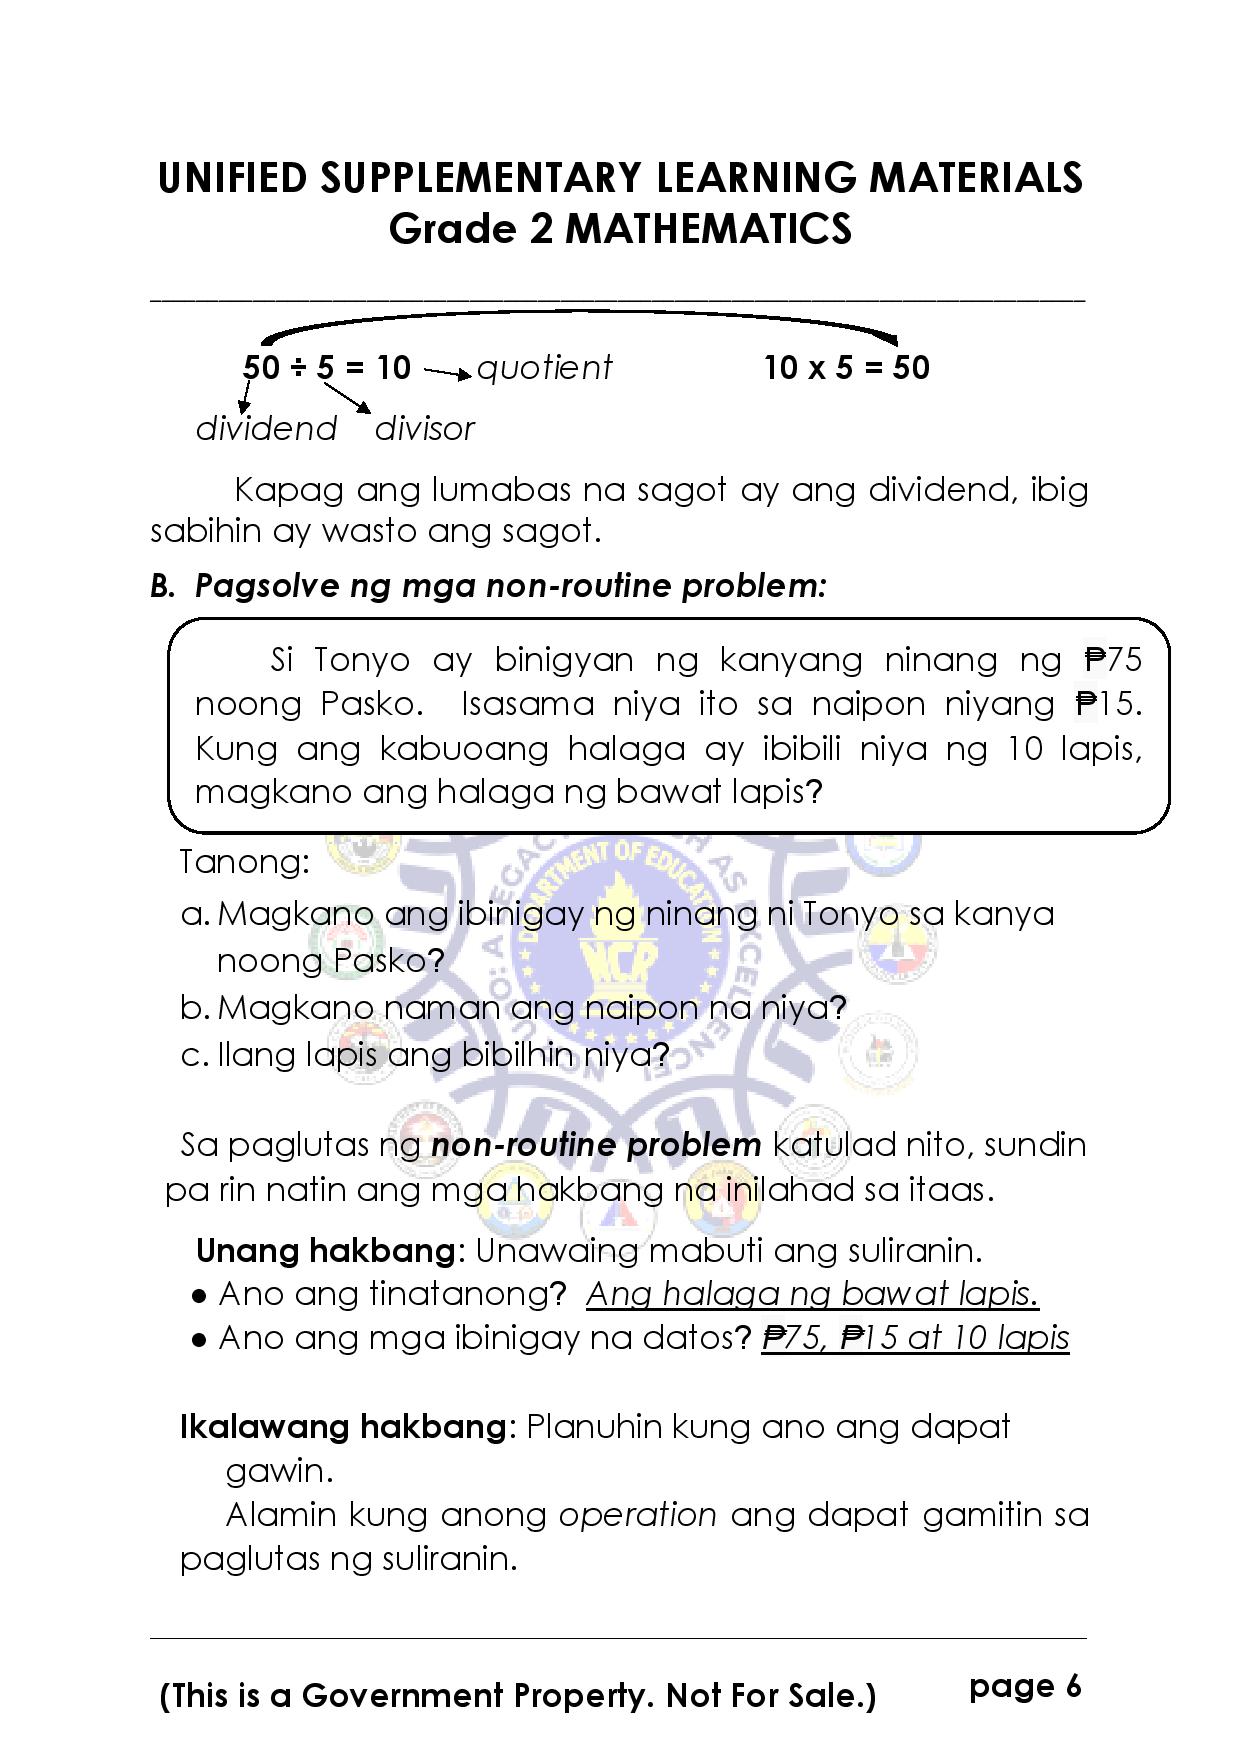 UNIFIED SUPPLEMENTARY LEARNING MATERIALS
Grade 2 MATHEMATICS
50 ÷ 5 = 10 quotient 10 x 5 = 50
dividend divisor
Kapag ang lumabas na sagot ay ang dividend, ibig
sabihin ay wasto ang sagot.
B. Pagsolve ng mga non-routine problem:
Si Tonyo ay binigyan ng kanyang ninang ng ₱75
noong Pasko. Isasama niya ito sa naipon niyang ₱15.
Kung ang kabuoang halaga ay ibibili niya ng 10 lapis,
magkano ang halaga ng bawat lapis?
Tanong:
a. Magkano ang ibinigay ng ninang ni Tonyo sa kanya
noong Pasko?
b. Magkano naman ang naipon na niya?
c. Ilang lapis ang bibilhin niya?
DEPARTMENT OF EDUCATION
NCR
Sa paglutas ng non-routine problem katulad nito, sundin
pa rin natin ang mga hakbang na inilahad sa itaas.
Unang hakbang: Unawaing mabuti ang suliranin.
● Ano ang tinatanong? Ang halaga ng bawat lapis.
● Ano ang mga ibinigay na datos? ₱75, ₱15 at 10 lapis
Ikalawang hakbang: Planuhin kung ano ang dapat
gawin.
Alamin kung anong operation ang dapat gamitin sa
paglutas ng suliranin.
(This is a Government Property. Not For Sale.) page 6